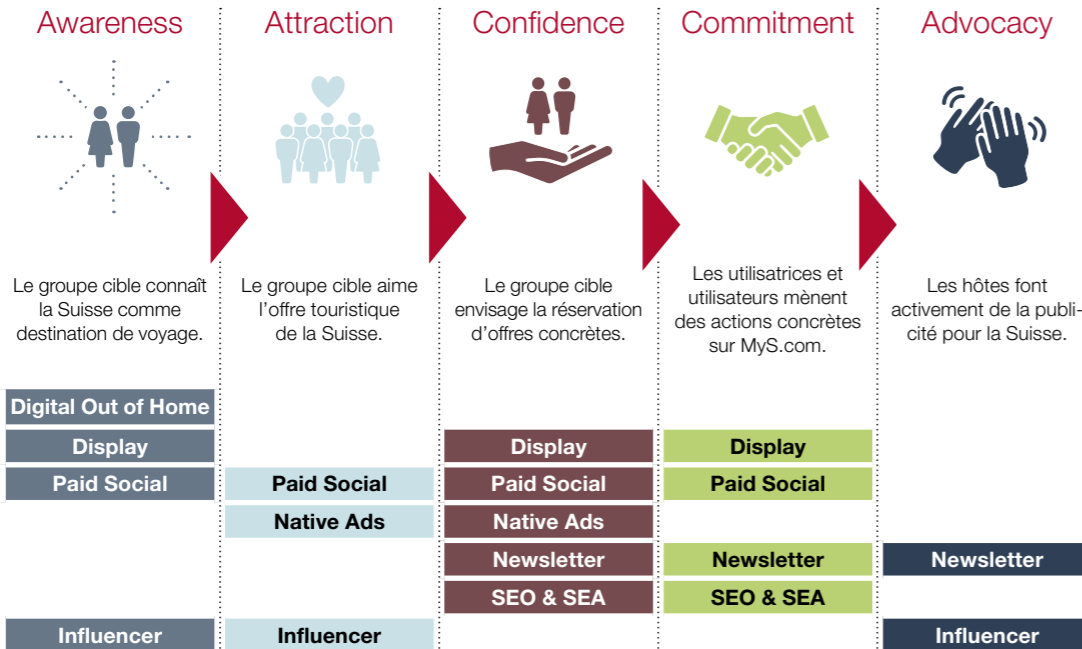 Awareness
Attraction
Confidence
Commitment
Advocacy
Le groupe cible connaît
la Suisse comme
destination de voyage.
Le groupe cible aime
l’offre touristique
de la Suisse.
Le groupe cible
envisage la réservation
d’offres concrètes.
Les utilisatrices et
utilisateurs mènent
des actions concrètes
sur MyS.com.
Les hôtes font
activement de la publi-
cité pour la Suisse.
Digital Out of Home
Display
Display
Display
Paid Social
Paid Social
Paid Social
Paid Social
Native Ads
Native Ads
Newsletter
Newsletter
Newsletter
SEO & SEA
SEO & SEA
Influencer
Influencer
Influencer